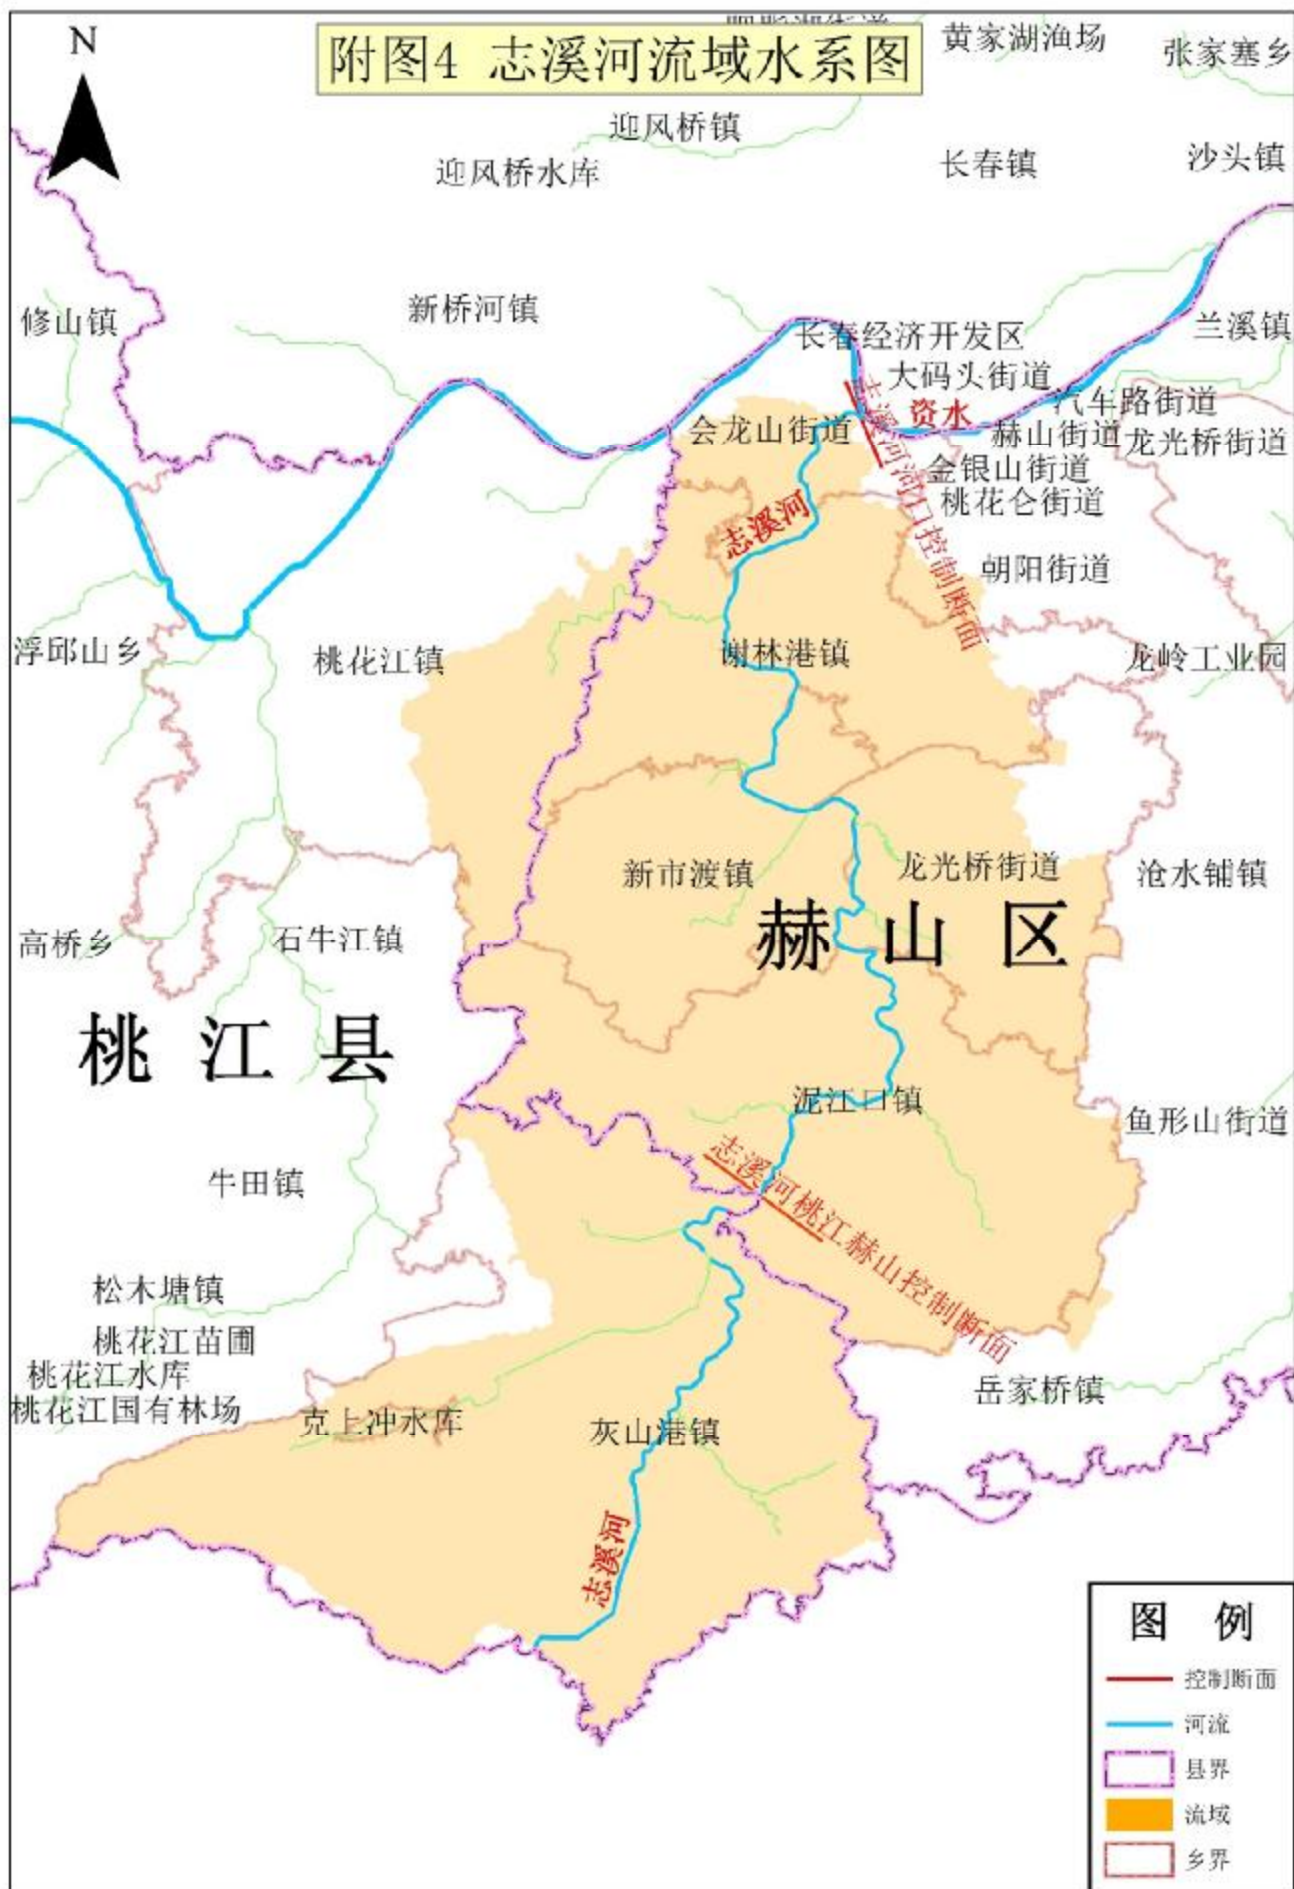 N
附图4 志溪河流域水系图
黄家湖渔场
张家塞乡
迎风桥镇
迎风桥水库
长春镇
沙头镇
修山镇
新桥河镇
长春经济开发区
兰溪镇
大码头街道
资水
汽车路街道
会龙山街道
赫山街道
龙光桥街道
金银山街道
桃花仑街道
志溪河河口控制断面
志溪河
朝阳街道
浮邱山乡
桃花江镇
谢林港镇
龙岭工业园
新市渡镇
龙光桥街道
沧水铺镇
赫山区
高桥乡
石牛江镇
桃江县
泥江口镇
鱼形山街道
牛田镇
志溪河桃江赫山控制断面
松木塘镇
桃花江苗圃
桃花江水库
桃花江国有林场
岳家桥镇
克上冲水库
灰山港镇
志溪河
图 例
控制断面
河流
县界
流域
乡界